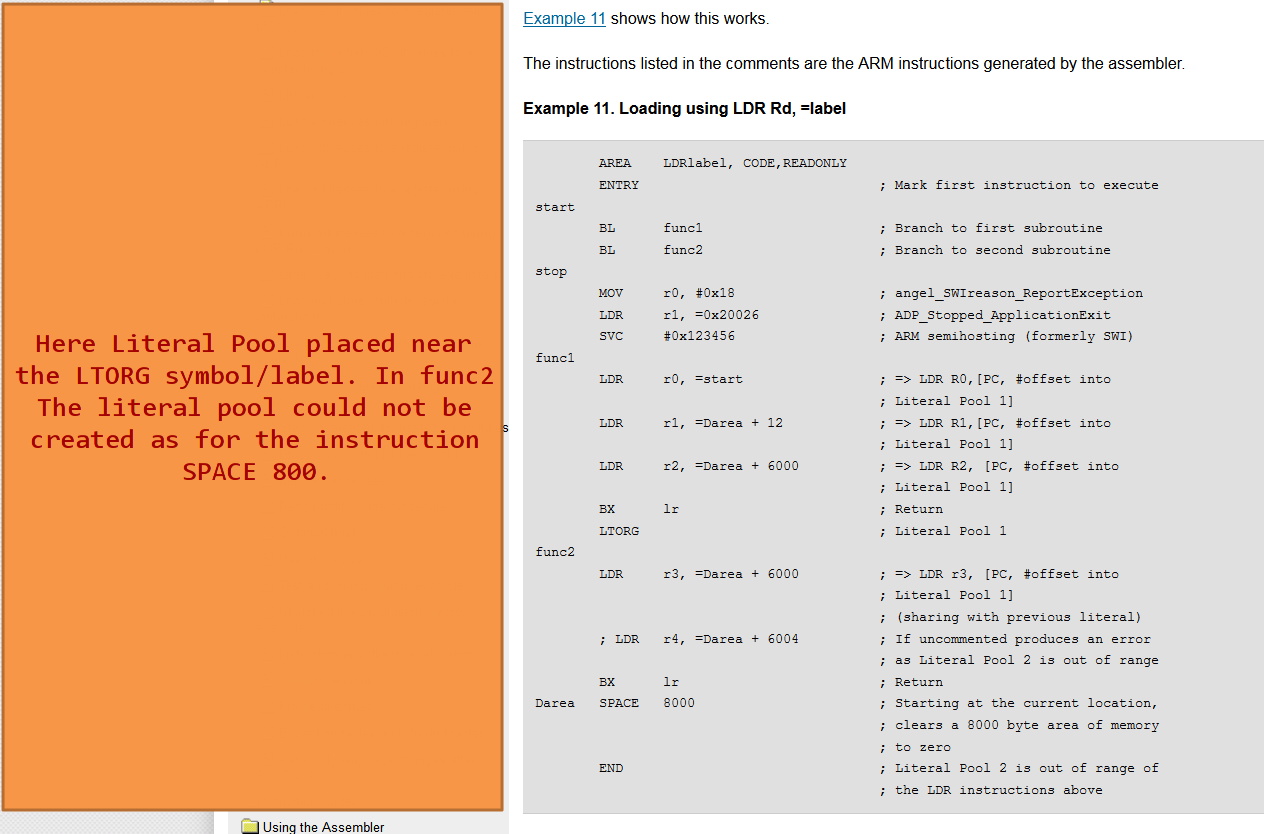 Here Literal Pool placed near
the LTORG symbol/label. In func2
The literal pool could not be
created as for the instruction
SPACE 800.
s
Using the Assembler
Example 11 shows how this works.
The instructions listed in the comments are the ARM instructions generated by the assembler.
Example 11. Loading using LDR Rd, =label
AREA LDRlabel, CODE,READONLY
ENTRY ; Mark first instruction to execute
start
BL func1 ; Branch to first subroutine
BL func2 ; Branch to second subroutine
stop
MOV r0, #0x18 ; angel_SWIreason_ReportException
LDR r1, =0x20026 ; ADP_Stopped_ApplicationExit
SVC #0x123456 ; ARM semihosting (formerly SWI)
func1
LDR r0, =start ; => LDR R0,[PC, #offset into
; Literal Pool 1]
LDR r1, =Darea + 12 ; => LDR R1,[PC, #offset into
; Literal Pool 1]
LDR r2, =Darea + 6000 ; => LDR R2, [PC, #offset into
; Literal Pool 1]
BX lr ; Return
LTORG ; Literal Pool 1
func2
LDR r3, =Darea + 6000 ; => LDR r3, [PC, #offset into
; Literal Pool 1]
; (sharing with previous literal)
; LDR r4, =Darea + 6004 ; If uncommented produces an error
; as Literal Pool 2 is out of range
BX lr ; Return
Darea SPACE 8000 ; Starting at the current location,
; clears a 8000 byte area of memory
; to zero
END ; Literal Pool 2 is out of range of
; the LDR instructions above